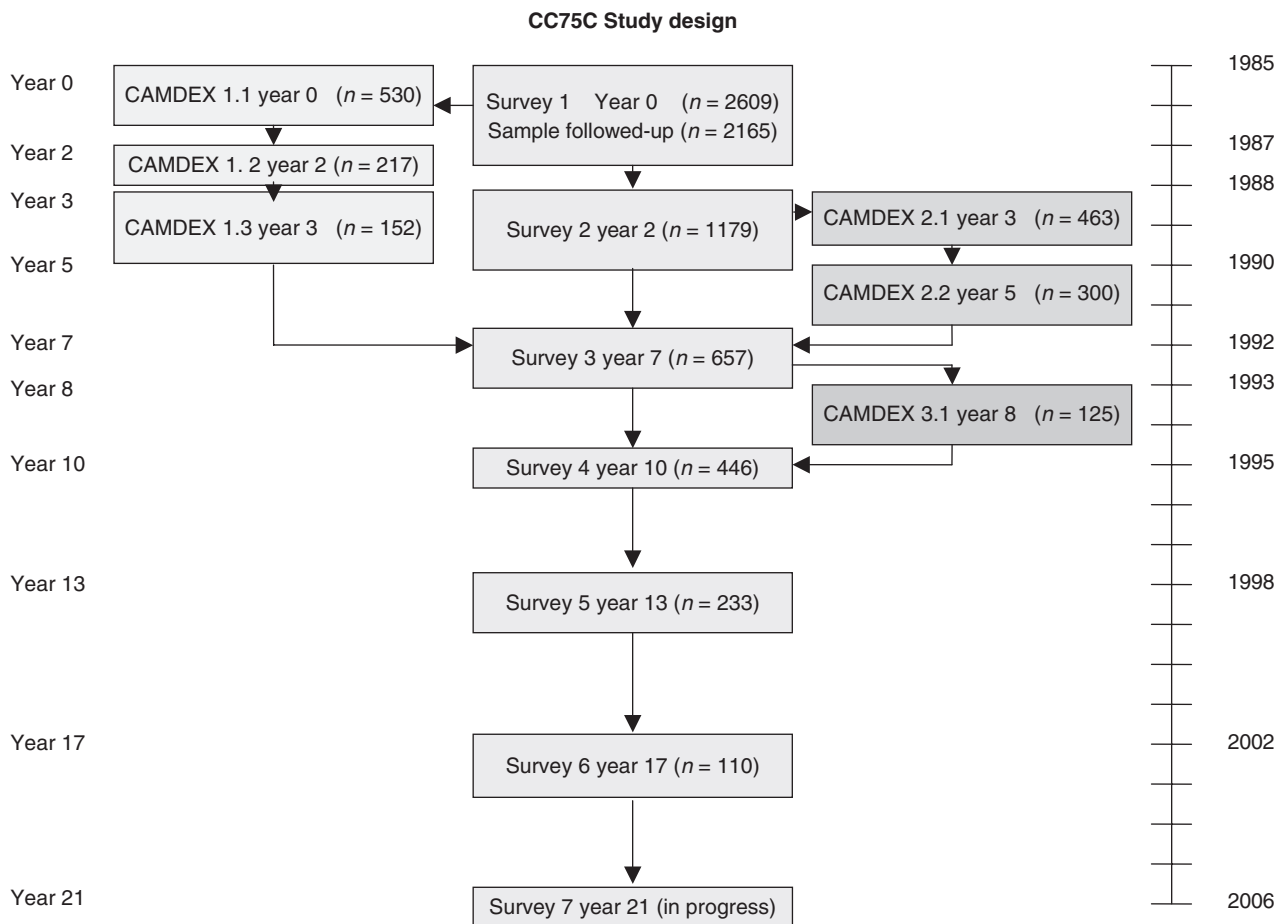 CC75C Study design
Year 0
CAMDEX 1.1 year 0 (n = 530)
Survey 1 Year 0 (n = 2609)
Sample followed-up (n = 2165)
1985
Year 2
CAMDEX 1. 2 year 2 (n = 217)
1987
Year 3
CAMDEX 1.3 year 3 (n = 152)
Survey 2 year 2 (n = 1179)
CAMDEX 2.1 year 3 (n = 463)
1988
Year 5
CAMDEX 2.2 year 5 (n = 300)
1990
Year 7
Survey 3 year 7 (n = 657)
1992
Year 8
CAMDEX 3.1 year 8 (n = 125)
1993
Year 10
Survey 4 year 10 (n = 446)
1995
Year 13
Survey 5 year 13 (n = 233)
1998
Year 17
Survey 6 year 17 (n = 110)
2002
Year 21
Survey 7 year 21 (in progress)
2006